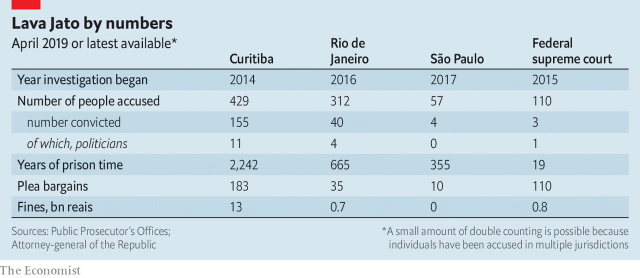 Lava Jato by numbers
April 2019 or latest available*
Curitiba Rio de Janeiro São Paulo Federal supreme court
Year investigation began 2014 2016 2017 2015
Number of people accused 429 312 57 110
number convicted 155 40 4 3
of which, politicians 11 4 0 1
Years of prison time 2,242 665 355 19
Plea bargains 183 35 10 110
Fines, bn reais 13 0.7 0 0.8
Sources: Public Prosecutor's Offices;
Attorney-general of the Republic
*A small amount of double counting is possible because
individuals have been accused in multiple jurisdictions
The Economist